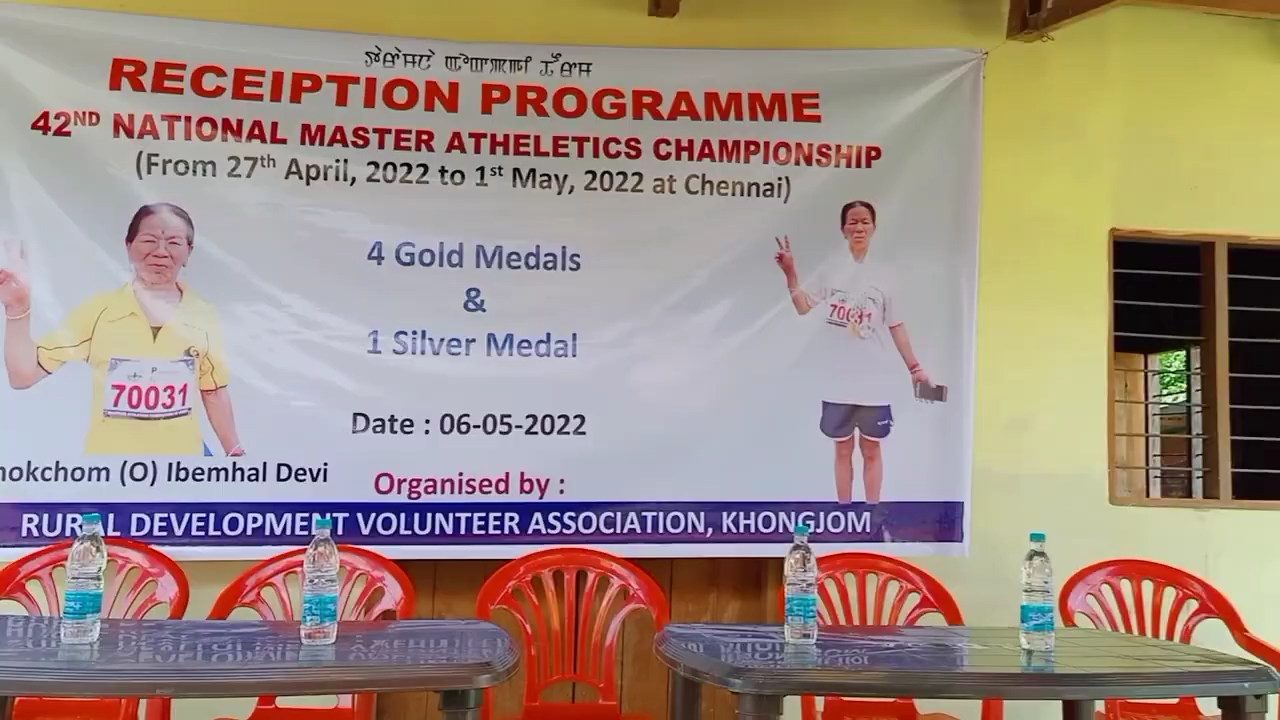 RECEIPTION PROGRAMME
42ND NATIONAL MASTER ATHELETICS CHAMPIONSHIP
(From 27th April, 2022 to 1st May, 2022 at Chennai)
4 Gold Medals
&
1 Silver Medal
70031
70031
Date : 06-05-2022
(O) Ibemhal Devi
Organised by :
RURAL DEVELOPMENT VOLUNTEER ASSOCIATION, KHONGJOM